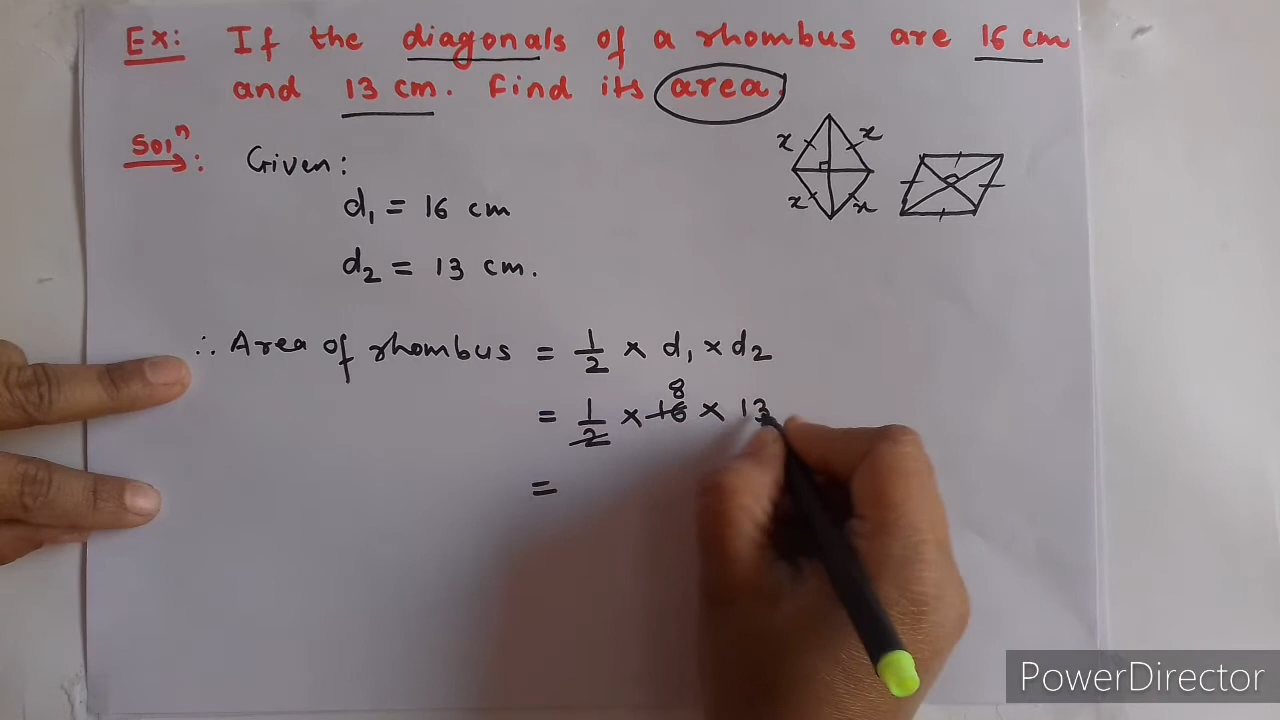 Ex: If the diagonals of a rhombus are 16 cm
and 13 cm. Find its area.
Solⁿ: Given:
d₁ = 16 cm
d₂ = 13 cm.
x x
x x
∴ Area of rhombus = 1/2 × d₁ × d₂
8
= 1/2 × 16 × 13
=
PowerDirector